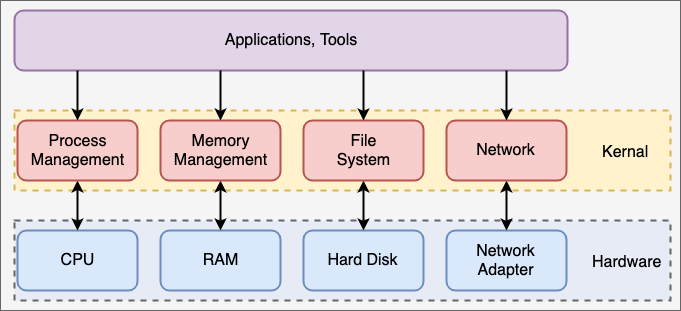 Applications, Tools
Process
Management
Memory
Management
File
System
Network
Kernal
CPU
RAM
Hard Disk
Network
Adapter
Hardware